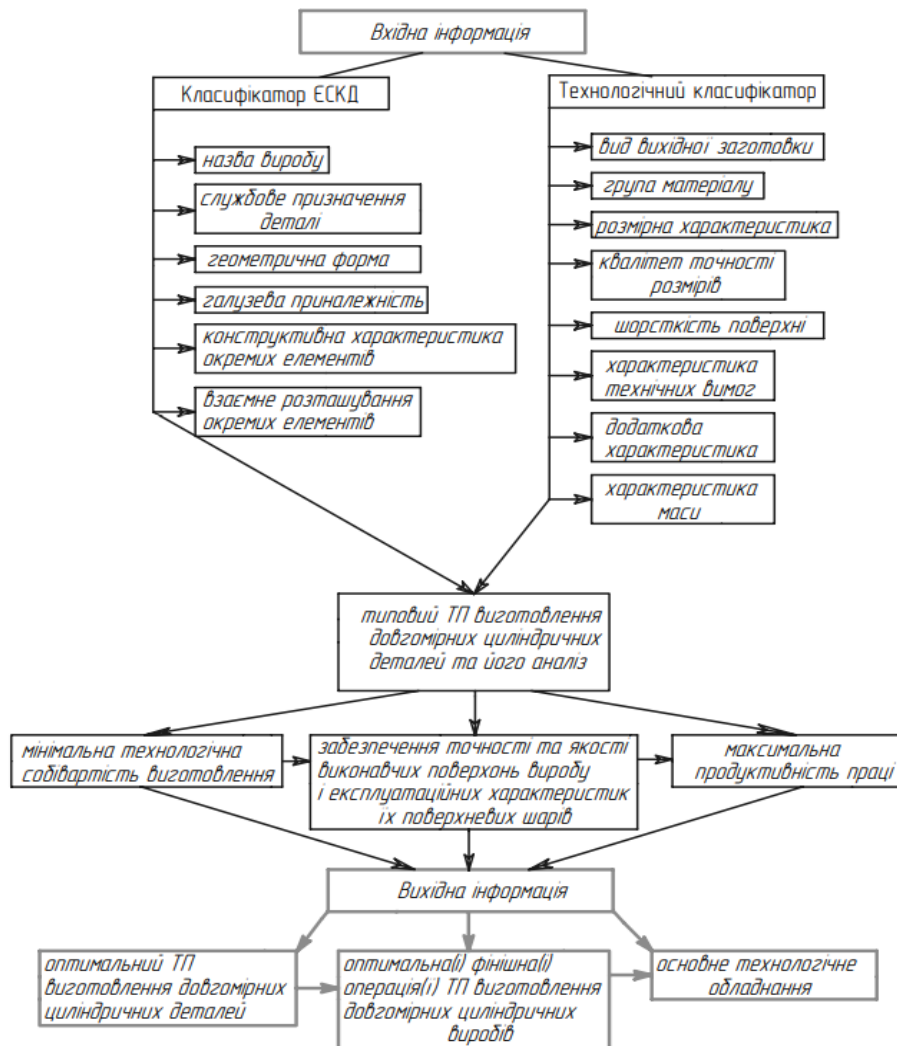 Вхідна інформація
Класифікатор ЄСКД
назва виробу
службове призначення
деталі
геометрична форма
галузева приналежність
конструктивна характеристика
окремих елементів
взаємне розташування
окремих елементів
Технологічний класифікатор
вид вихідної заготовки
група матеріалу
розмірна характеристика
квалітет точності
розмірів
шорсткість поверхні
характеристика
технічних вимог
додаткова
характеристика
характеристика
маси
типовий ТП виготовлення
довгомірних циліндричних
деталей та його аналіз
мінімальна технологічна
собівартість виготовлення
забезпечення точності та якості
виконавчих поверхонь виробу
і експлуатаційних характеристик
їх поверхневих шарів
максимальна
продуктивність праці
Вихідна інформація
оптимальний ТП
виготовлення довгомірних
циліндричних деталей
оптимальна(і) фінішна(і)
операція(ї) ТП виготовлення
довгомірних циліндричних
виробів
основне технологічне
обладнання